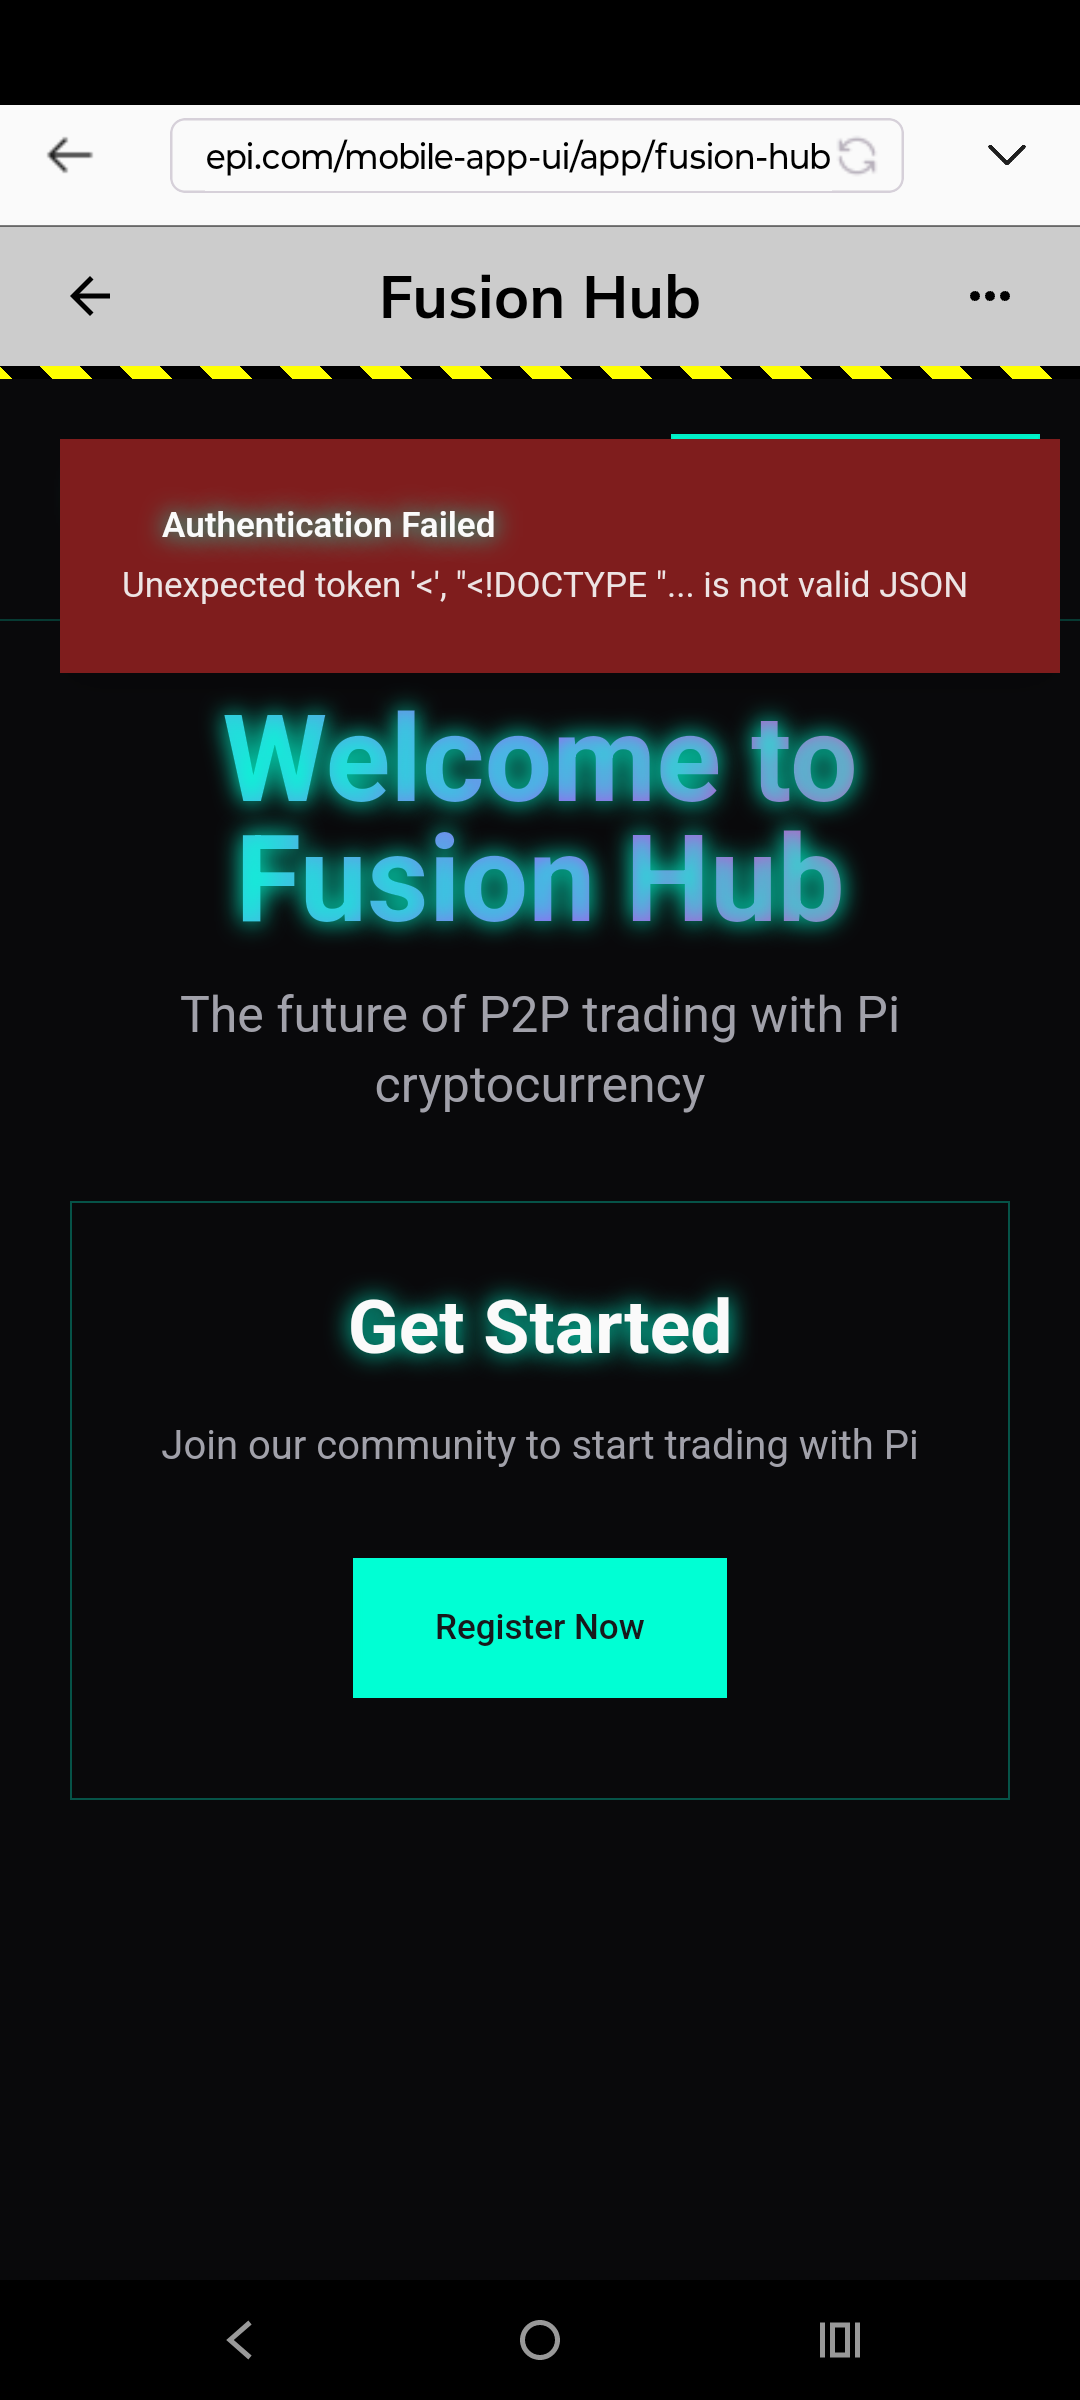 epi.com/mobile-app-ui/app/fusion-hub
Fusion Hub
Authentication Failed
Unexpected token '<', "<!DOCTYPE "... is not valid JSON
Welcome to
Fusion Hub
The future of P2P trading with Pi
cryptocurrency
Get Started
Join our community to start trading with Pi
Register Now